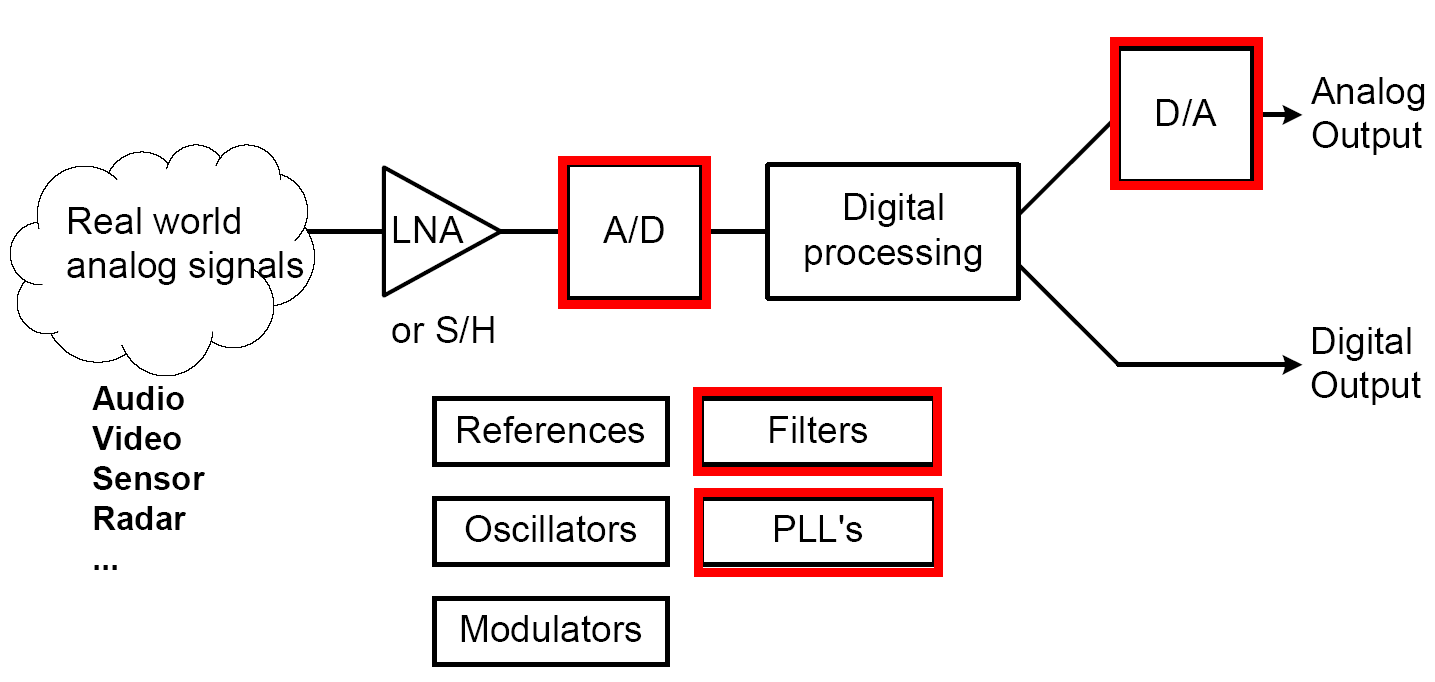 Real world
analog signals
LNA
or S/H
A/D
Digital
processing
D/A
Analog
Output
Digital
Output
Audio
Video
Sensor
Radar
...
References
Filters
Oscillators
PLL's
Modulators